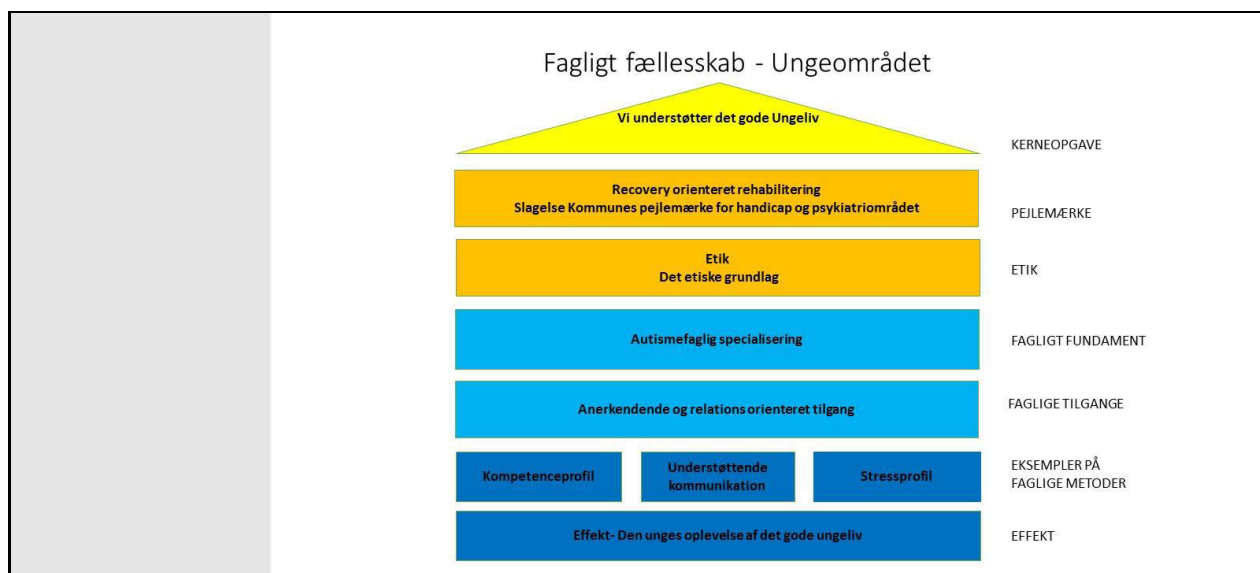 Fagligt fællesskab - Ungeområdet
Vi understøtter det gode Ungeliv
KERNEOPGAVE
Recovery orienteret rehabilitering
Slagelse Kommunes pejlemærke for handicap og psykiatriområdet
PEJLEMÆRKE
Etik
Det etiske grundlag
ETIK
Autismefaglig specialisering
FAGLIGT FUNDAMENT
Anerkendende og relations orienteret tilgang
FAGLIGE TILGANGE
Kompetenceprofil
Understøttende
kommunikation
Stressprofil
EKSEMPLER PÅ
FAGLIGE METODER
Effekt- Den unges oplevelse af det gode ungeliv
EFFEKT